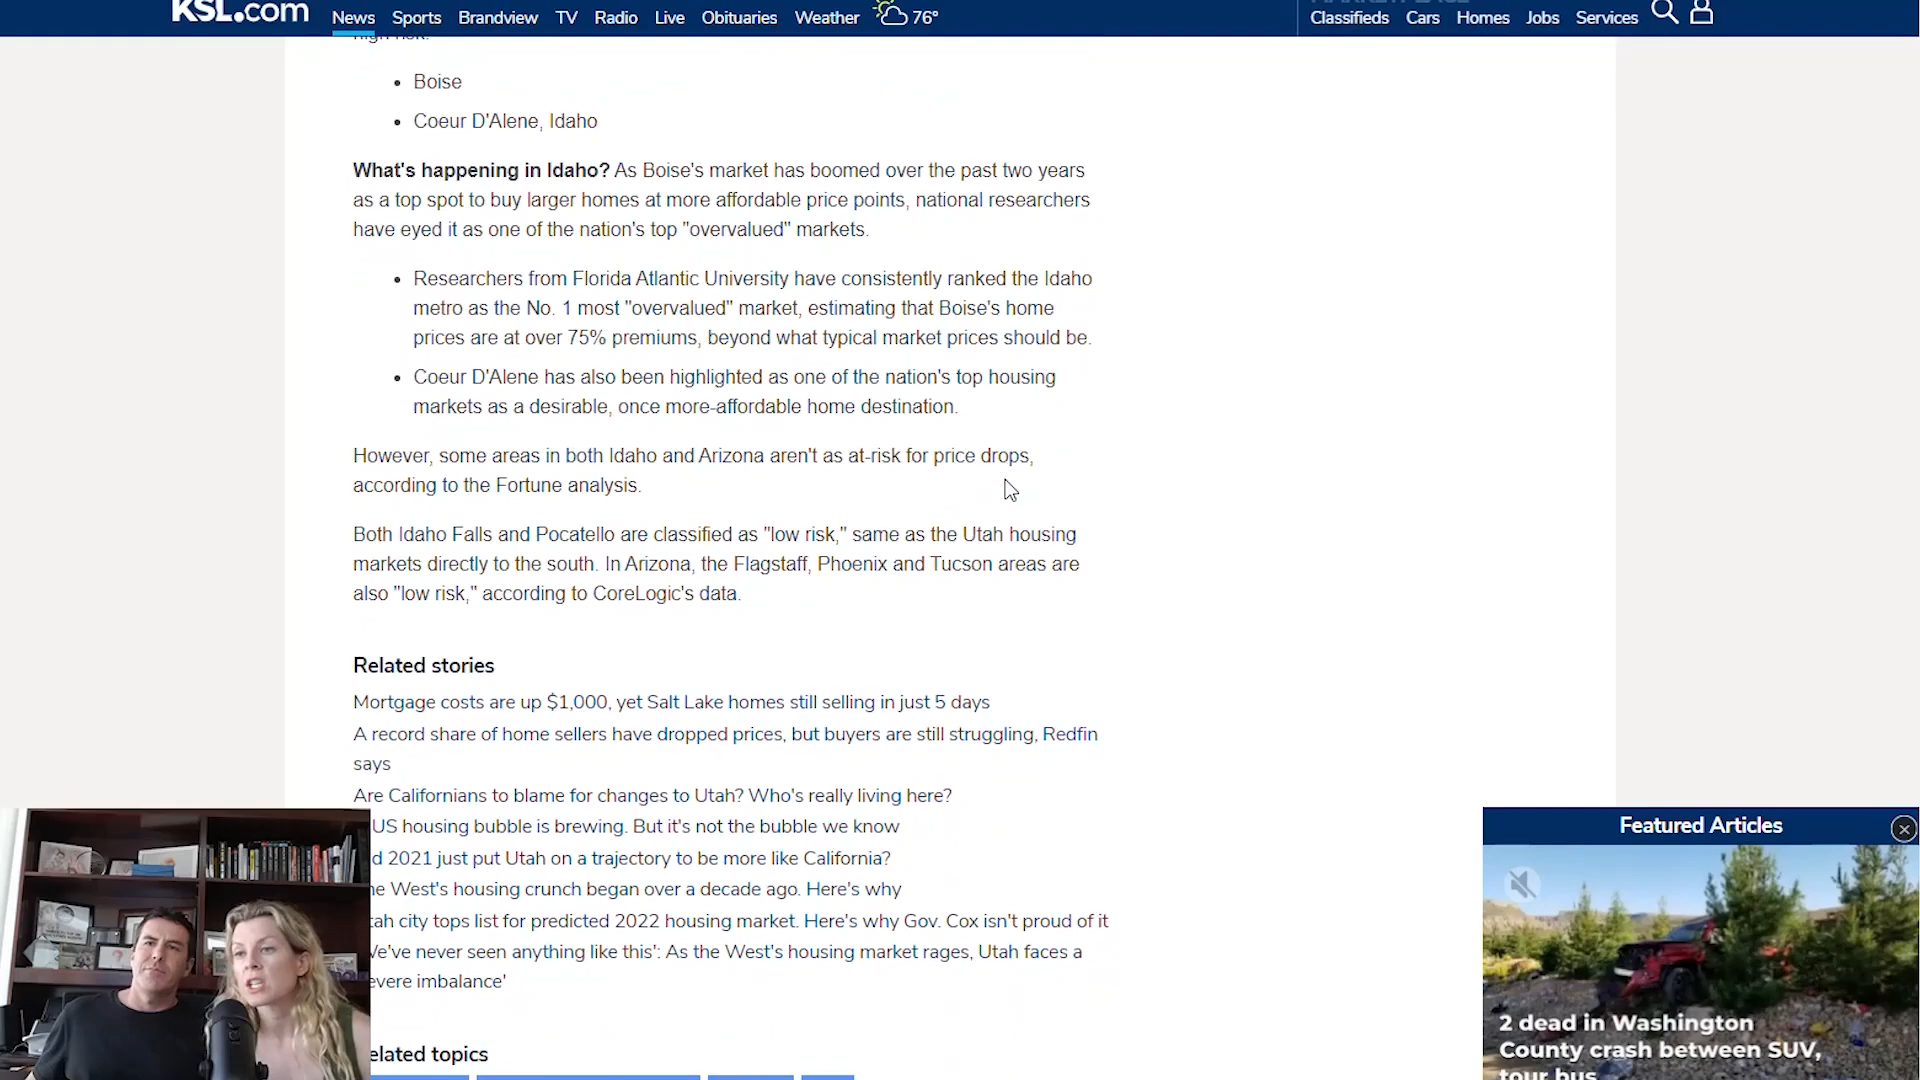 KSL.com News Sports Brandview TV Radio Live Obituaries Weather 76° Classifieds Cars Homes Jobs Services
high risk.
• Boise
• Coeur D'Alene, Idaho
What's happening in Idaho? As Boise's market has boomed over the past two years
as a top spot to buy larger homes at more affordable price points, national researchers
have eyed it as one of the nation's top "overvalued" markets.
• Researchers from Florida Atlantic University have consistently ranked the Idaho
metro as the No. 1 most "overvalued" market, estimating that Boise's home
prices are at over 75% premiums, beyond what typical market prices should be.
• Coeur D'Alene has also been highlighted as one of the nation's top housing
markets as a desirable, once more-affordable home destination.
However, some areas in both Idaho and Arizona aren't as at-risk for price drops,
according to the Fortune analysis.
Both Idaho Falls and Pocatello are classified as "low risk," same as the Utah housing
markets directly to the south. In Arizona, the Flagstaff, Phoenix and Tucson areas are
also "low risk," according to CoreLogic's data.
Related stories
Mortgage costs are up $1,000, yet Salt Lake homes still selling in just 5 days
A record share of home sellers have dropped prices, but buyers are still struggling, Redfin
says
Are Californians to blame for changes to Utah? Who's really living here?
US housing bubble is brewing. But it's not the bubble we know
d 2021 just put Utah on a trajectory to be more like California?
he West's housing crunch began over a decade ago. Here's why
tah city tops list for predicted 2022 housing market. Here's why Gov. Cox isn't proud of it
We've never seen anything like this': As the West's housing market rages, Utah faces a
evere imbalance'
elated topics
Featured Articles
2 dead in Washington
County crash between SUV,
tour bus